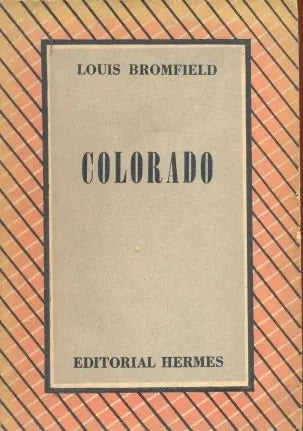 LOUIS BROMFIELD
COLORADO
EDITORIAL HERMES